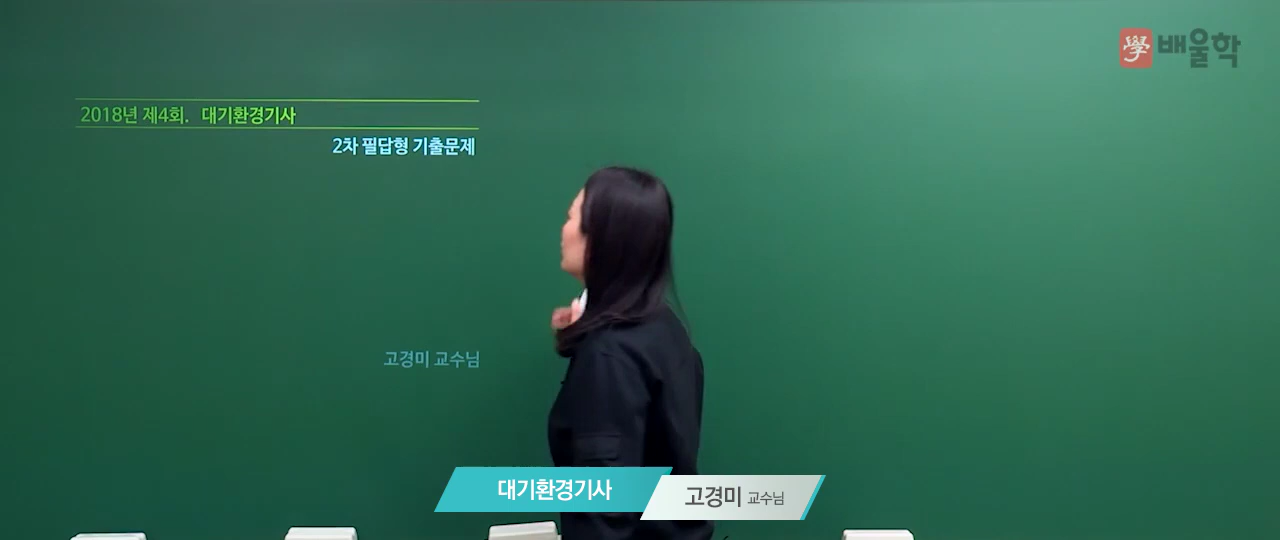 學 배울학
2018년 제4회. 대기환경기사
2차 필답형 기출문제
고경미 교수님
대기환경기사
고경미 교수님